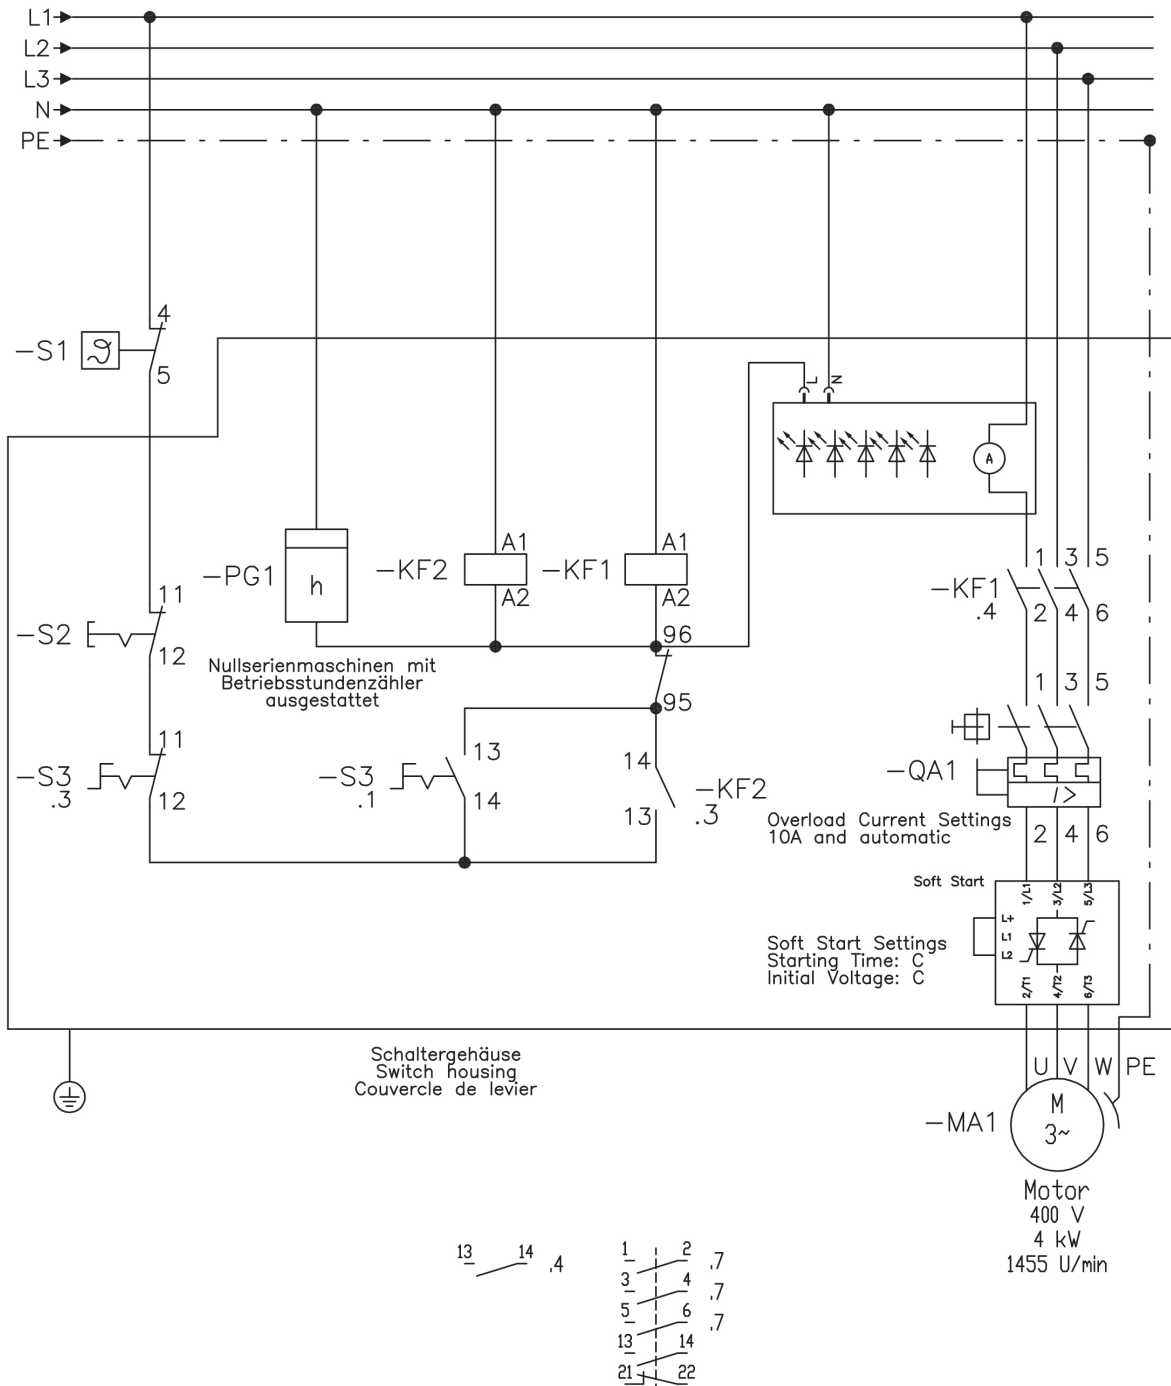 L1
L2
L3
N
PE
-S1
4
5
L
N
A
-PG1
h
-KF2
A1
A2
-KF1
A1
A2
-KF1
.4
1 3 5
2 4 6
-S2
11
12
Nullserienmaschinen mit
Betriebsstundenzähler
ausgestattet
96
95
1 3 5
-S3
.3
11
12
-S3
.1
13
14
14
13
-KF2
.3
-QA1
I >
Overload Current Settings
10A and automatic
2 4 6
Soft Start
1/L1 3/L2 5/L3
Soft Start Settings
Starting Time: C
Initial Voltage: C
2/T1 4/T2 6/T3
Schaltergehäuse
Switch housing
Couvercle de levier
U V W PE
-MA1
M
3~
Motor
400 V
4 kW
1455 U/min
13 14 .4
1 2 .7
3 4 .7
5 6 .7
13 14
21 22